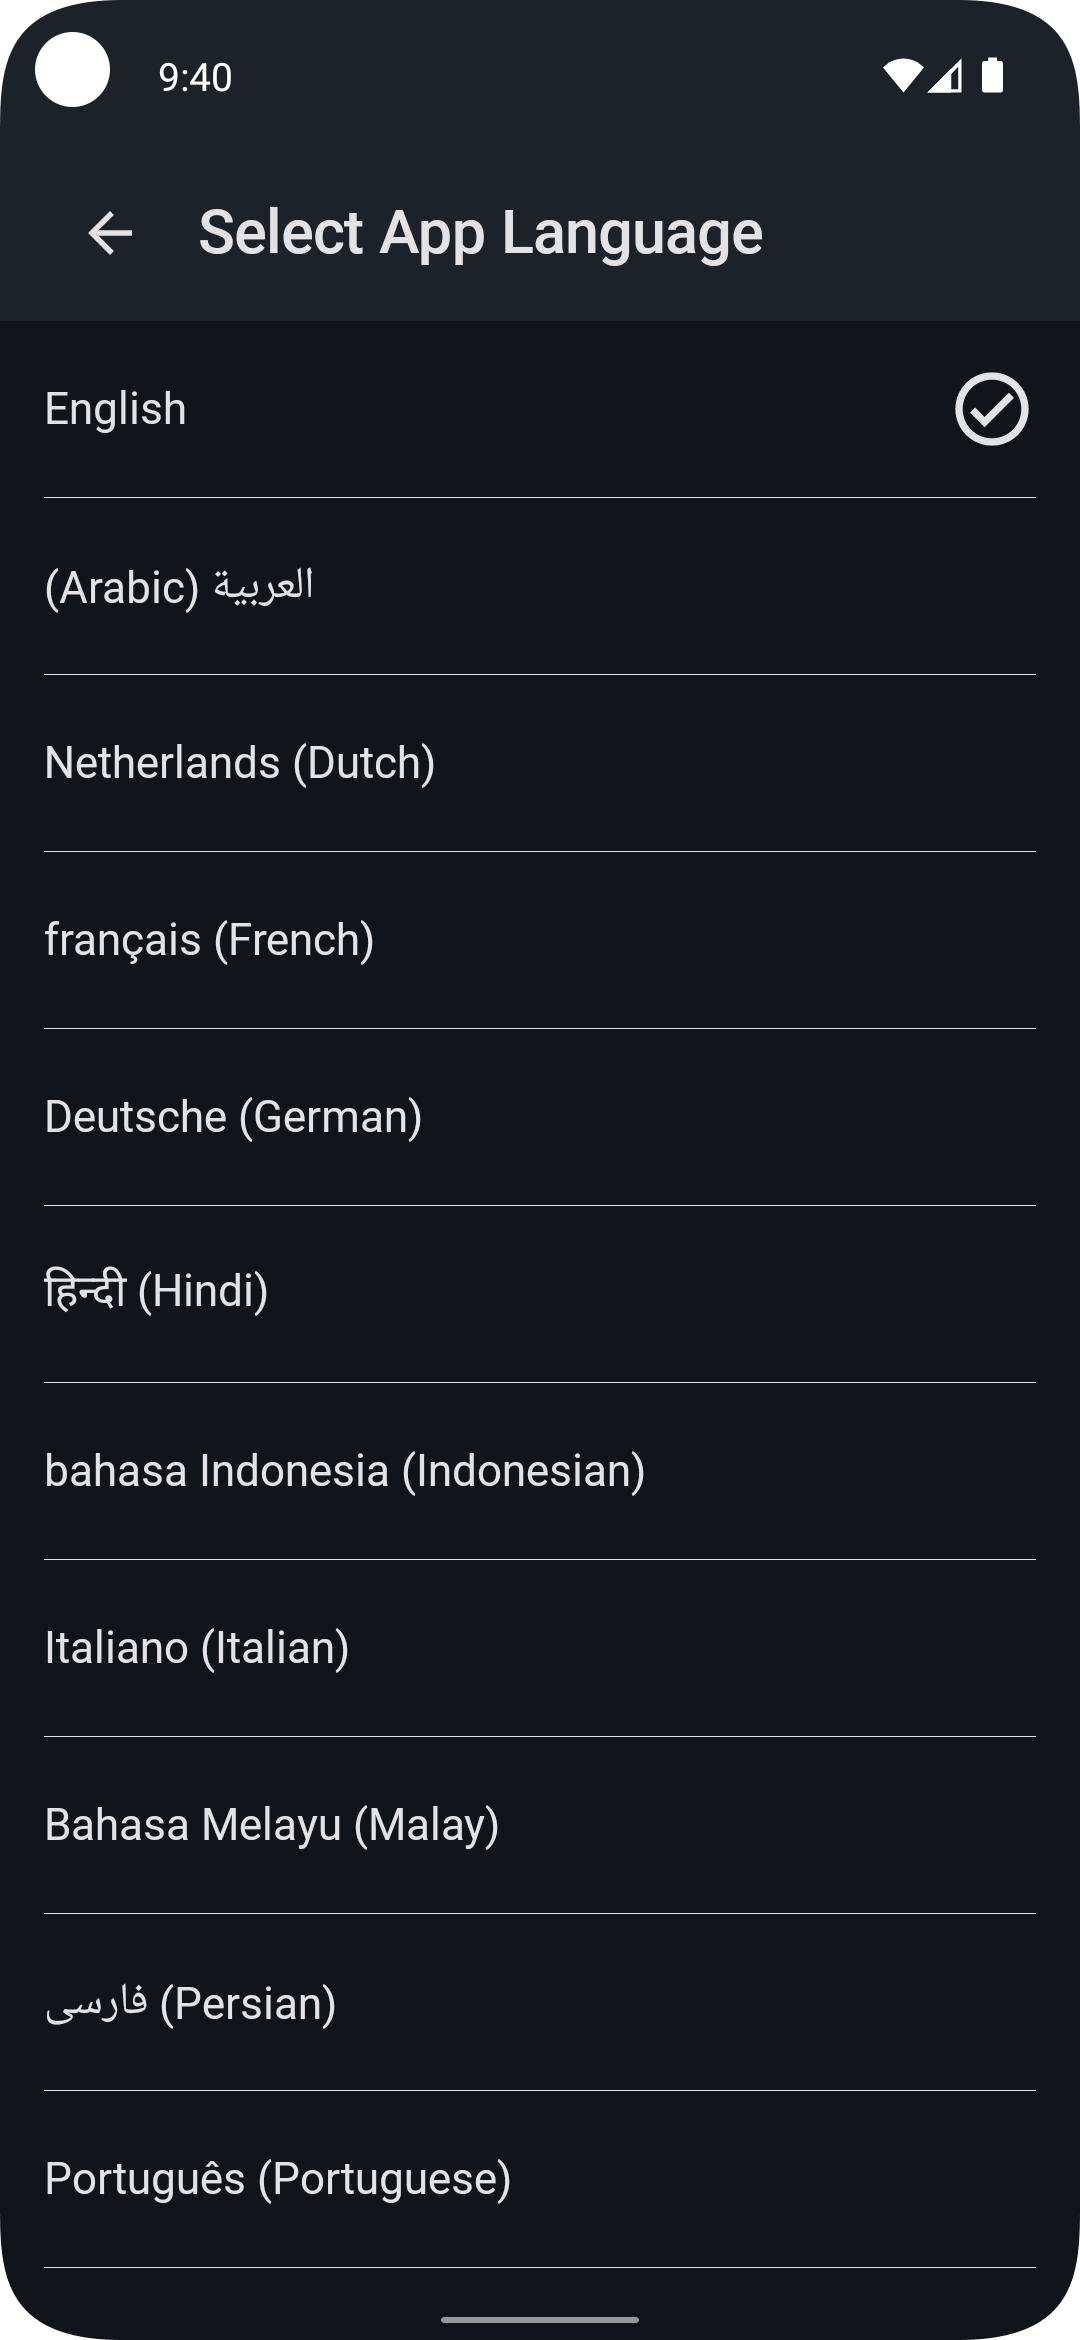 9:40
Select App Language
English
(Arabic) العربية
Netherlands (Dutch)
français (French)
Deutsche (German)
हिन्दी (Hindi)
bahasa Indonesia (Indonesian)
Italiano (Italian)
Bahasa Melayu (Malay)
فارسی (Persian)
Português (Portuguese)